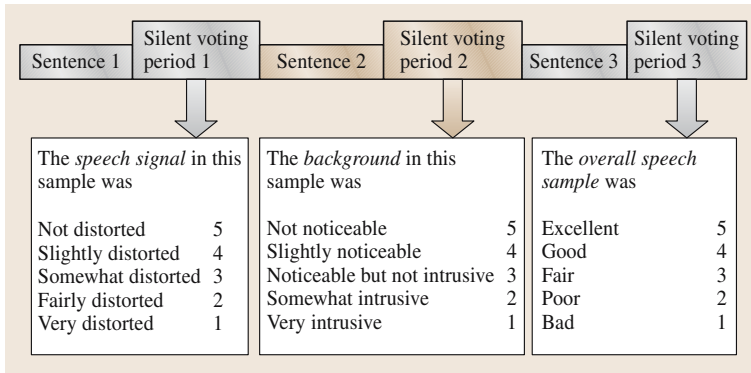 Sentence 1
Silent voting
period 1
Sentence 2
Silent voting
period 2
Sentence 3
Silent voting
period 3
The speech signal in this
sample was
Not distorted 5
Slightly distorted 4
Somewhat distorted 3
Fairly distorted 2
Very distorted 1
The background in this
sample was
Not noticeable 5
Slightly noticeable 4
Noticeable but not intrusive 3
Somewhat intrusive 2
Very intrusive 1
The overall speech
sample was
Excellent 5
Good 4
Fair 3
Poor 2
Bad 1